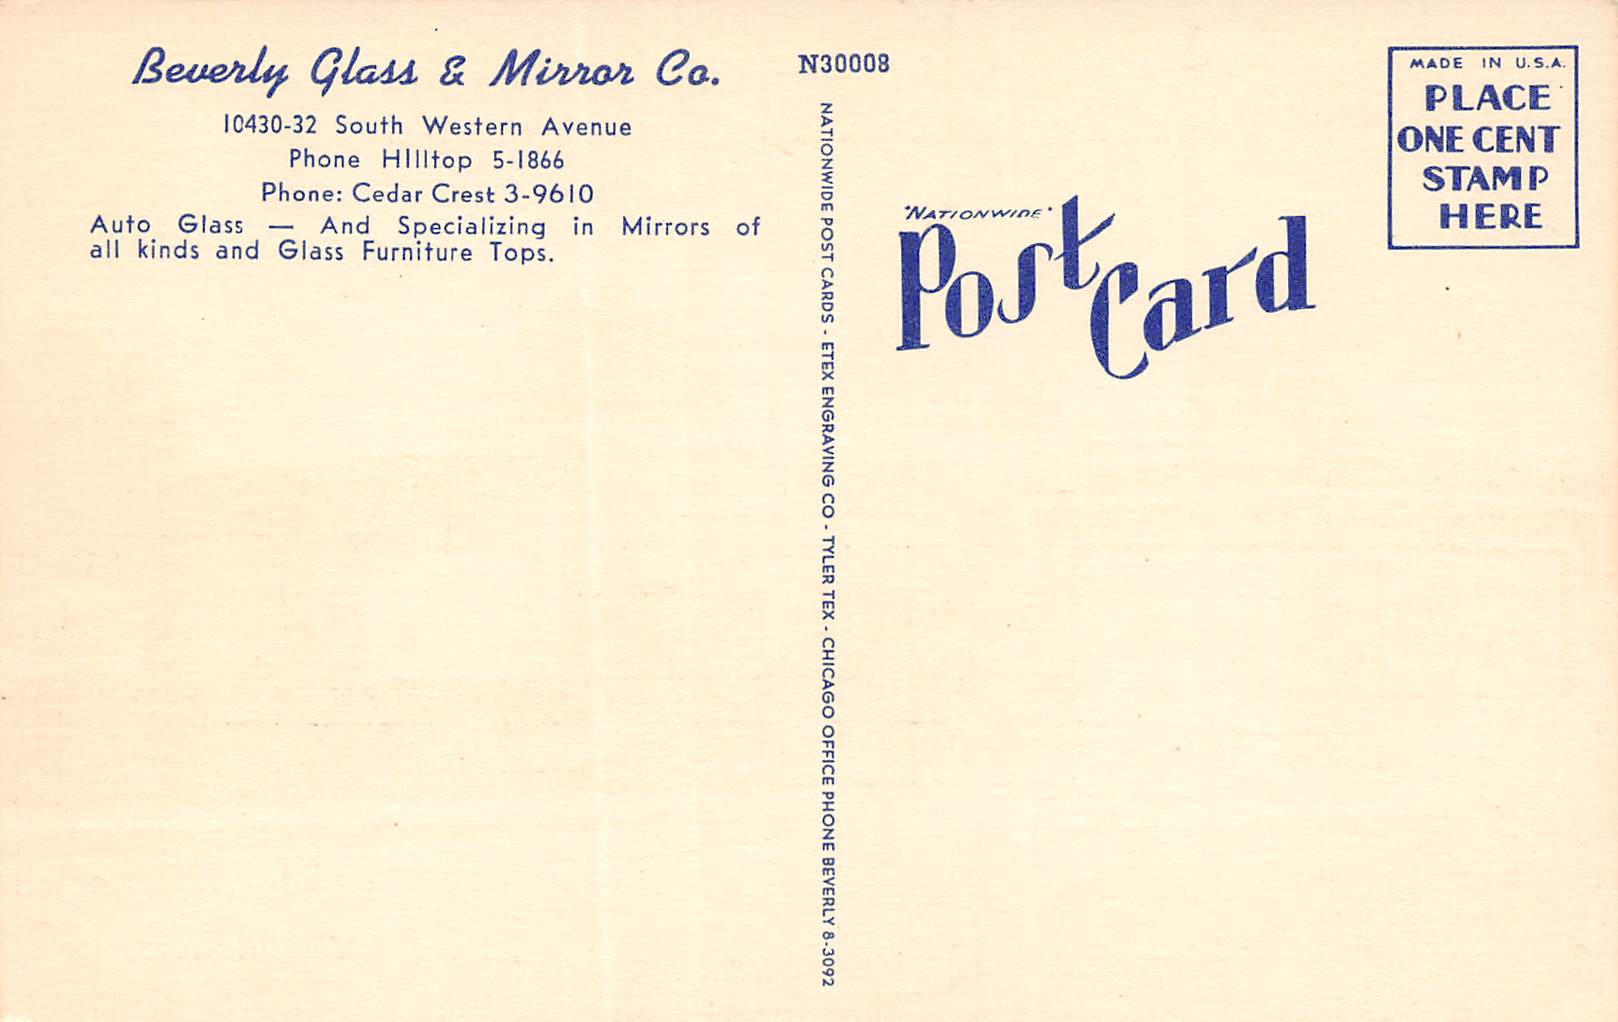 Beverly Glass & Mirror Co.
10430-32 South Western Avenue
Phone HIlltop 5-1866
Phone: Cedar Crest 3-9610
Auto Glass — And Specializing in Mirrors of
all kinds and Glass Furniture Tops.
N30008
NATIONWIDE POST CARDS - ETEX ENGRAVING CO - TYLER TEX - CHICAGO OFFICE PHONE BEVERLY 8-3092
"NATIONWIDE"
Post
Card
MADE IN U.S.A.
PLACE
ONE CENT
STAMP
HERE